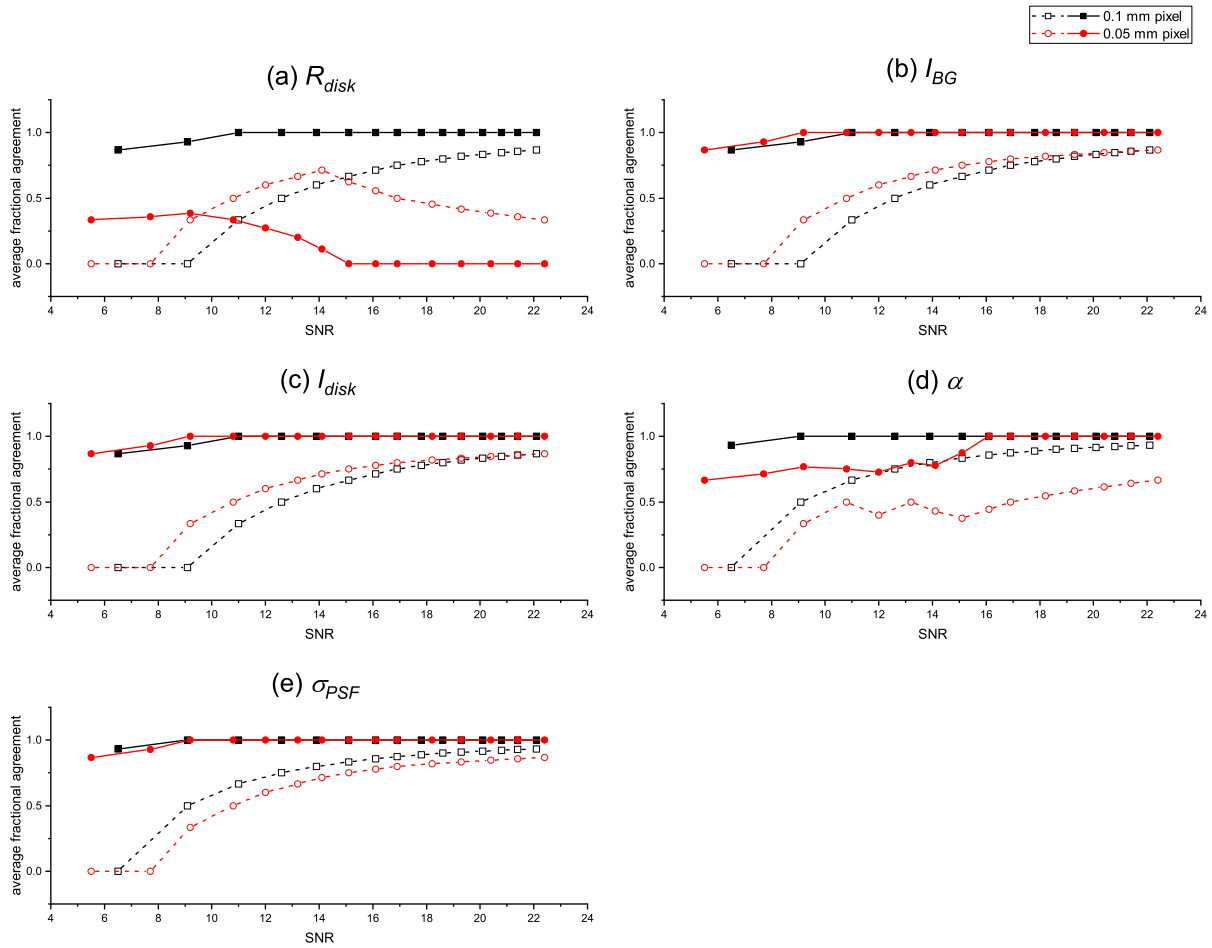 0.1 mm pixel
0.05 mm pixel
(a) R_disk
average fractional agreement
1.0
0.5
0.0
4 6 8 10 12 14 16 18 20 22 24
SNR
(b) I_BG
average fractional agreement
1.0
0.5
0.0
4 6 8 10 12 14 16 18 20 22 24
SNR
(c) I_disk
average fractional agreement
1.0
0.5
0.0
4 6 8 10 12 14 16 18 20 22 24
SNR
(d) α
average fractional agreement
1.0
0.5
0.0
4 6 8 10 12 14 16 18 20 22 24
SNR
(e) σ_PSF
average fractional agreement
1.0
0.5
0.0
4 6 8 10 12 14 16 18 20 22 24
SNR